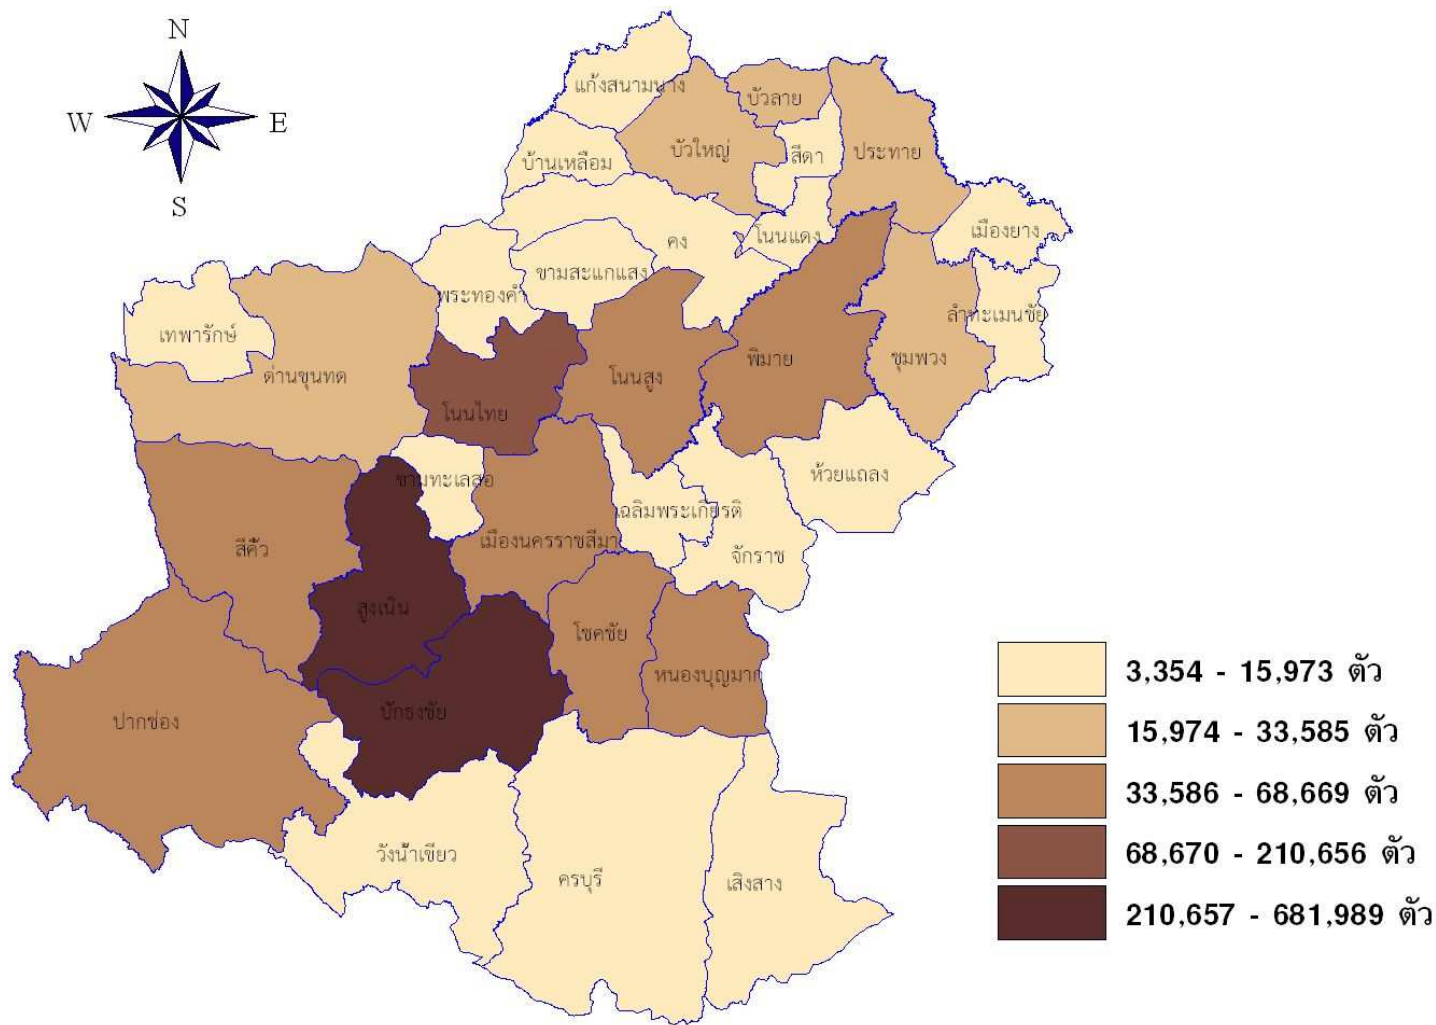 N
W
E
S
แก้งสนามนาง
บัวลาย
บ้านเหลื่อม
บัวใหญ่
สีดา
ประทาย
คง
โนนแดง
เมืองยาง
ขามสะแกแสง
พระทองคำ
เทพารักษ์
ด่านขุนทด
ลำทะเมนชัย
โนนสูง
พิมาย
ชุมพวง
โนนไทย
ขามทะเลสอ
ห้วยแถลง
เฉลิมพระเกียรติ
เมืองนครราชสีมา
สีคิ้ว
จักราช
สูงเนิน
โชคชัย
หนองบุญมาก
ปากช่อง
ปักธงชัย
วังน้ำเขียว
ครบุรี
เสิงสาง
3,354 - 15,973 ตัว
15,974 - 33,585 ตัว
33,586 - 68,669 ตัว
68,670 - 210,656 ตัว
210,657 - 681,989 ตัว